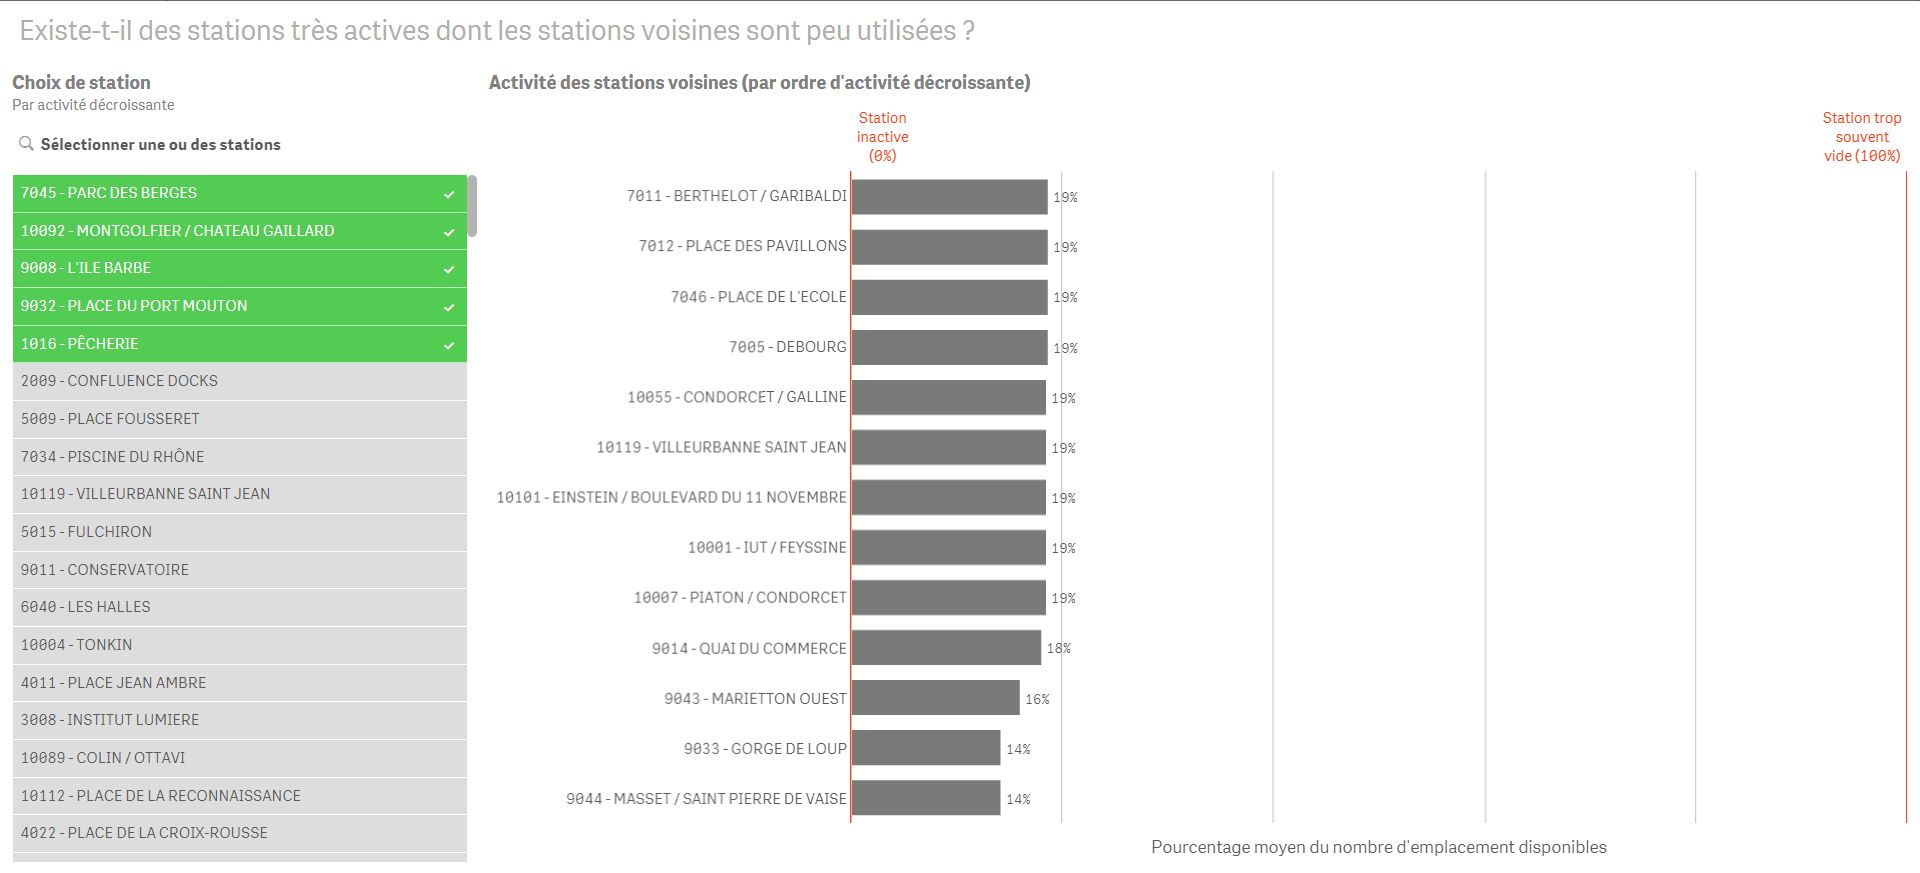 Existe-t-il des stations très actives dont les stations voisines sont peu utilisées ?
Choix de station
Par activité décroissante
Sélectionner une ou des stations
7045 - PARC DES BERGES
10092 - MONTGOLFIER / CHATEAU GAILLARD
9008 - L'ILE BARBE
9032 - PLACE DU PORT MOUTON
1016 - PÊCHERIE
2009 - CONFLUENCE DOCKS
5009 - PLACE FOUSSERET
7034 - PISCINE DU RHÔNE
10119 - VILLEURBANNE SAINT JEAN
5015 - FULCHIRON
9011 - CONSERVATOIRE
6040 - LES HALLES
10004 - TONKIN
4011 - PLACE JEAN AMBRE
3008 - INSTITUT LUMIERE
10089 - COLIN / OTTAVI
10112 - PLACE DE LA RECONNAISSANCE
4022 - PLACE DE LA CROIX-ROUSSE
Activité des stations voisines (par ordre d'activité décroissante)
Station
inactive
(0%)
Station trop
souvent
vide (100%)
7011 - BERTHELOT / GARIBALDI 19%
7012 - PLACE DES PAVILLONS 19%
7046 - PLACE DE L'ECOLE 19%
7005 - DEBOURG 19%
10055 - CONDORCET / GALLINE 19%
10119 - VILLEURBANNE SAINT JEAN 19%
10101 - EINSTEIN / BOULEVARD DU 11 NOVEMBRE 19%
10001 - IUT / FEYSSINE 19%
10007 - PIATON / CONDORCET 19%
9014 - QUAI DU COMMERCE 18%
9043 - MARIETTON OUEST 16%
9033 - GORGE DE LOUP 14%
9044 - MASSET / SAINT PIERRE DE VAISE 14%
Pourcentage moyen du nombre d'emplacement disponibles